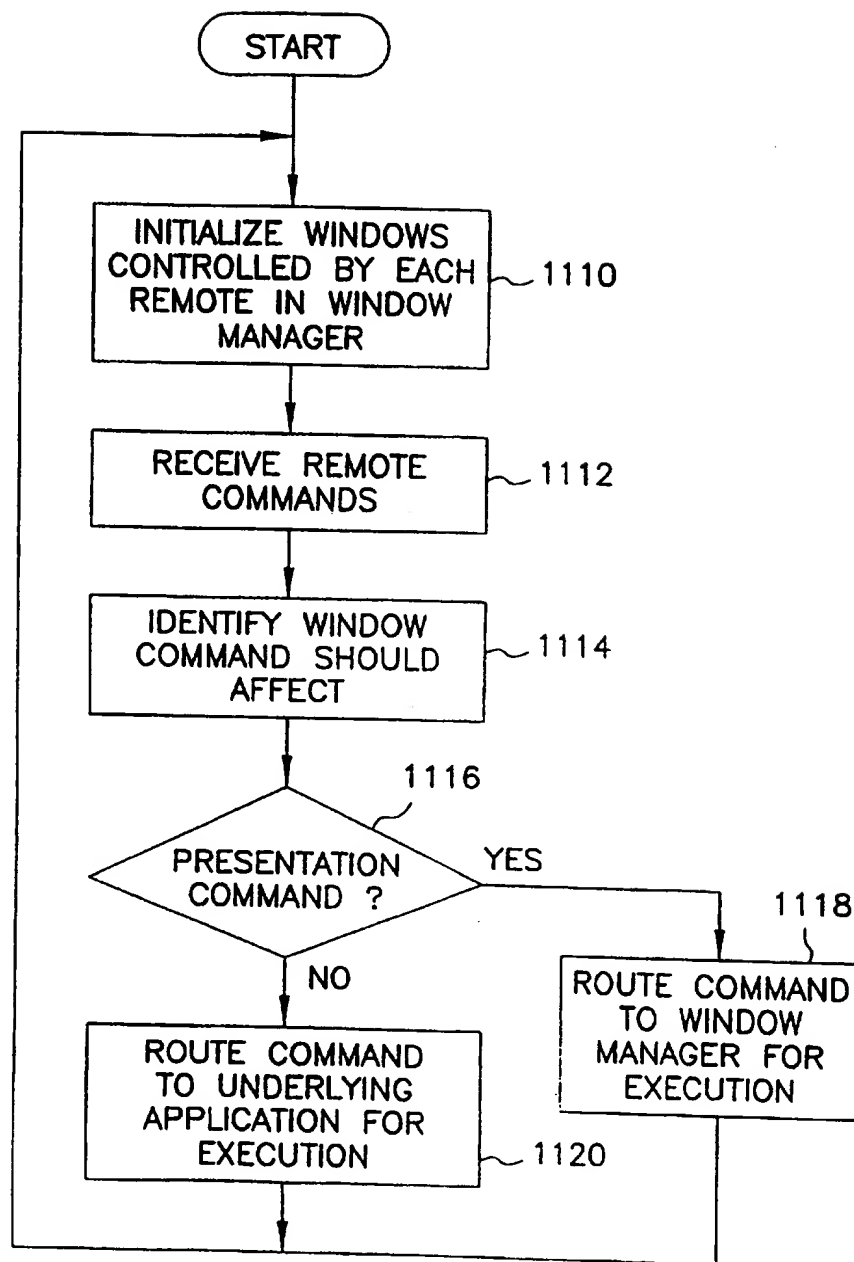 START
INITIALIZE WINDOWS
CONTROLLED BY EACH
REMOTE IN WINDOW
MANAGER
1110
RECEIVE REMOTE
COMMANDS
1112
IDENTIFY WINDOW
COMMAND SHOULD
AFFECT
1114
1116
PRESENTATION
COMMAND ?
YES
NO
1118
ROUTE COMMAND
TO WINDOW
MANAGER FOR
EXECUTION
ROUTE COMMAND
TO UNDERLYING
APPLICATION FOR
EXECUTION
1120